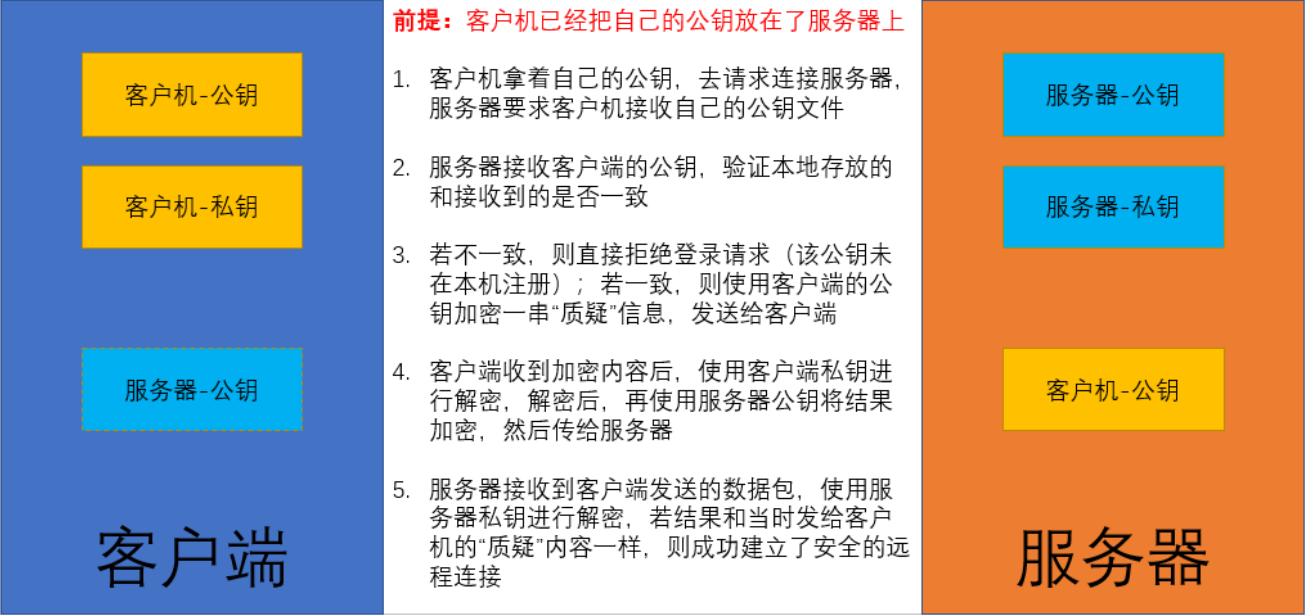 客户机-公钥
客户机-私钥
服务器-公钥
客户端
前提：客户机已经把自己的公钥放在了服务器上
1. 客户机拿着自己的公钥，去请求连接服务器，
服务器要求客户机接收自己的公钥文件
2. 服务器接收客户端的公钥，验证本地存放的
和接收到的是否一致
3. 若不一致，则直接拒绝登录请求（该公钥未
在本机注册）；若一致，则使用客户端的公
钥加密一串“质疑”信息，发送给客户端
4. 客户端收到加密内容后，使用客户端私钥进
行解密，解密后，再使用服务器公钥将结果
加密，然后传给服务器
5. 服务器接收到客户端发送的数据包，使用服
务器私钥进行解密，若结果和当时发给客户
机的“质疑”内容一样，则成功建立了安全的远
程连接
服务器-公钥
服务器-私钥
客户机-公钥
服务器